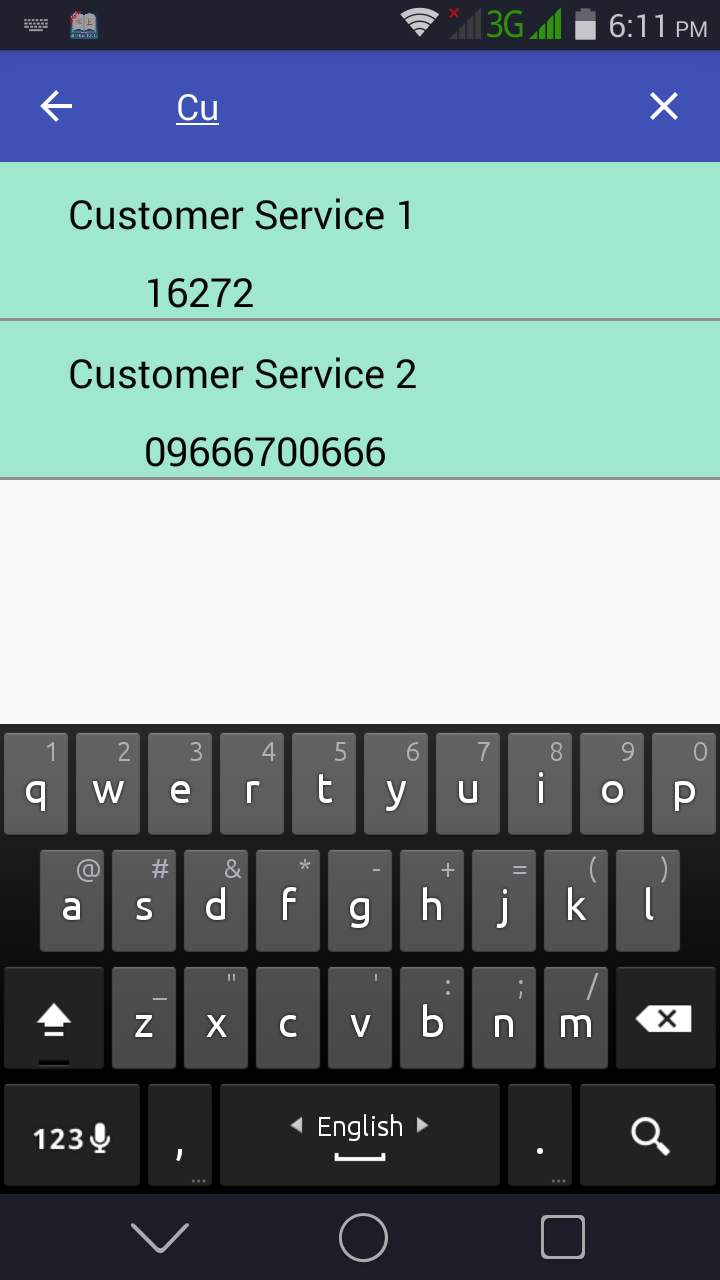 3G 6:11 PM
Cu
Customer Service 1
16272
Customer Service 2
09666700666
1 2 3 4 5 6 7 8 9 0
q w e r t y u i o p
@ # & * - + = ( )
a s d f g h j k l
_ " ' : ; /
z x c v b n m
123 , English .
... ...